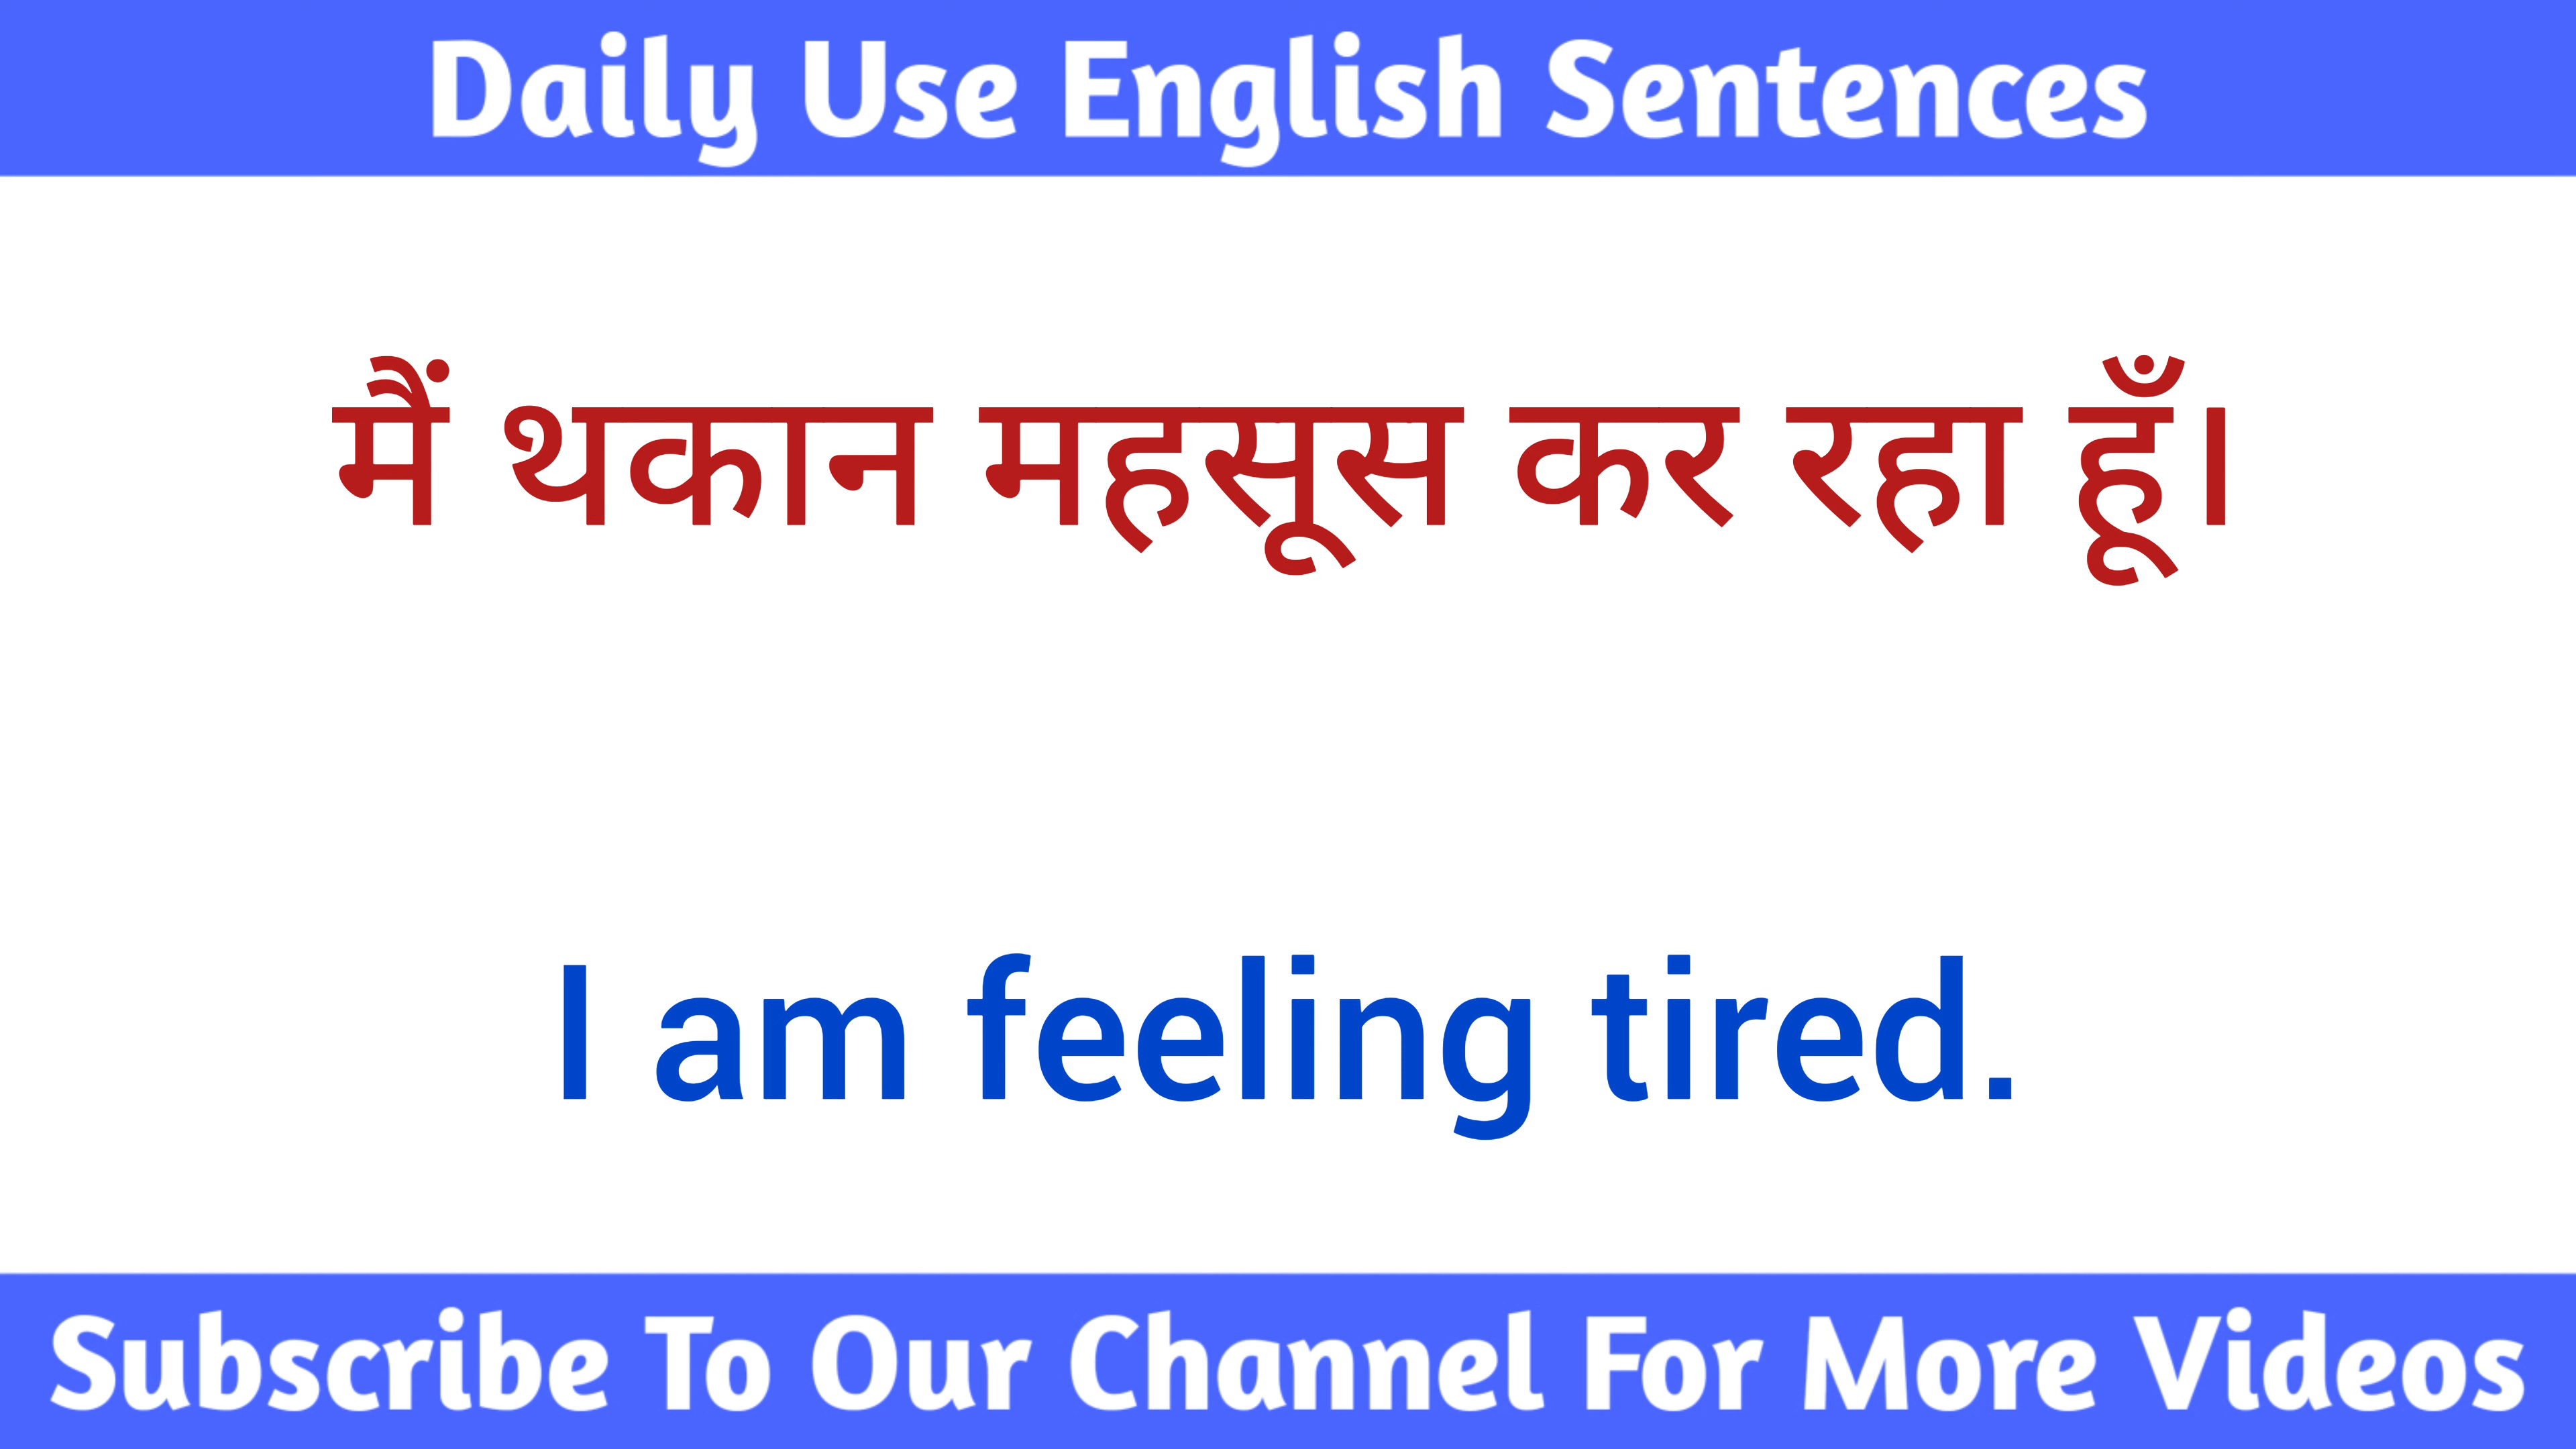 Daily Use English Sentences
मैं थकान महसूस कर रहा हूँ।
I am feeling tired.
Subscribe To Our Channel For More Videos